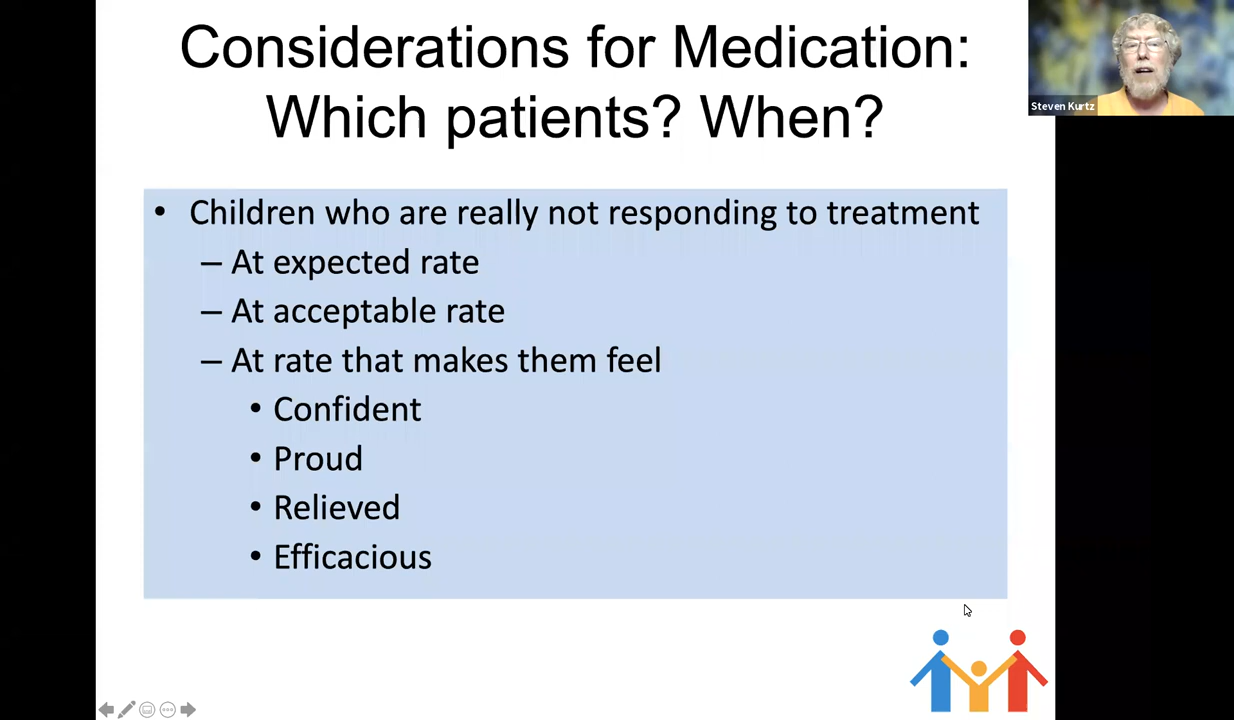 Considerations for Medication:
Which patients? When?
Steven Kurtz
• Children who are really not responding to treatment
– At expected rate
– At acceptable rate
– At rate that makes them feel
• Confident
• Proud
• Relieved
• Efficacious